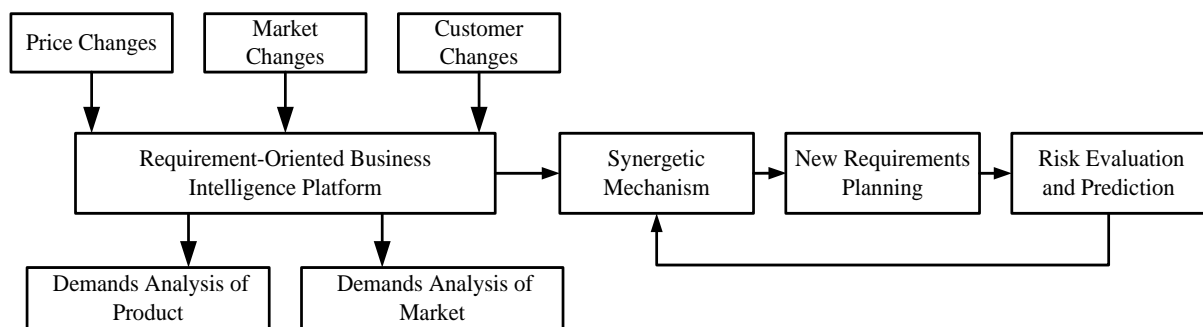 Price Changes
Market
Changes
Customer
Changes
Requirement-Oriented Business
Intelligence Platform
Synergetic
Mechanism
New Requirements
Planning
Risk Evaluation
and Prediction
Demands Analysis of
Product
Demands Analysis of
Market